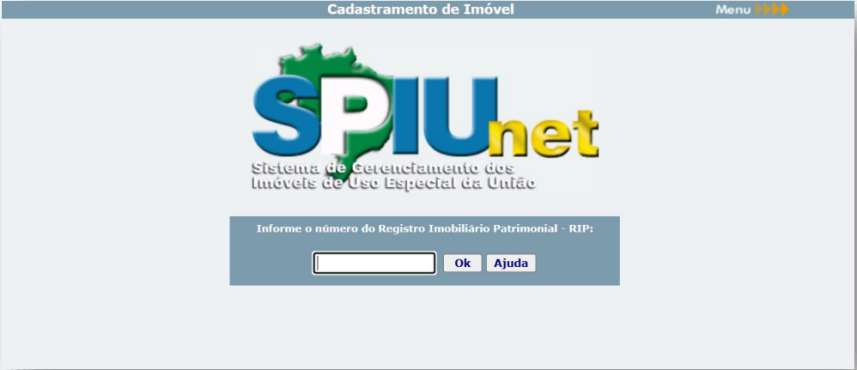 Cadastramento de Imóvel
Menu
SPIUnet
Sistema de Gerenciamento dos
Imóveis de Uso Especial da União
Informe o número do Registro Imobiliário Patrimonial - RIP:
Ok Ajuda